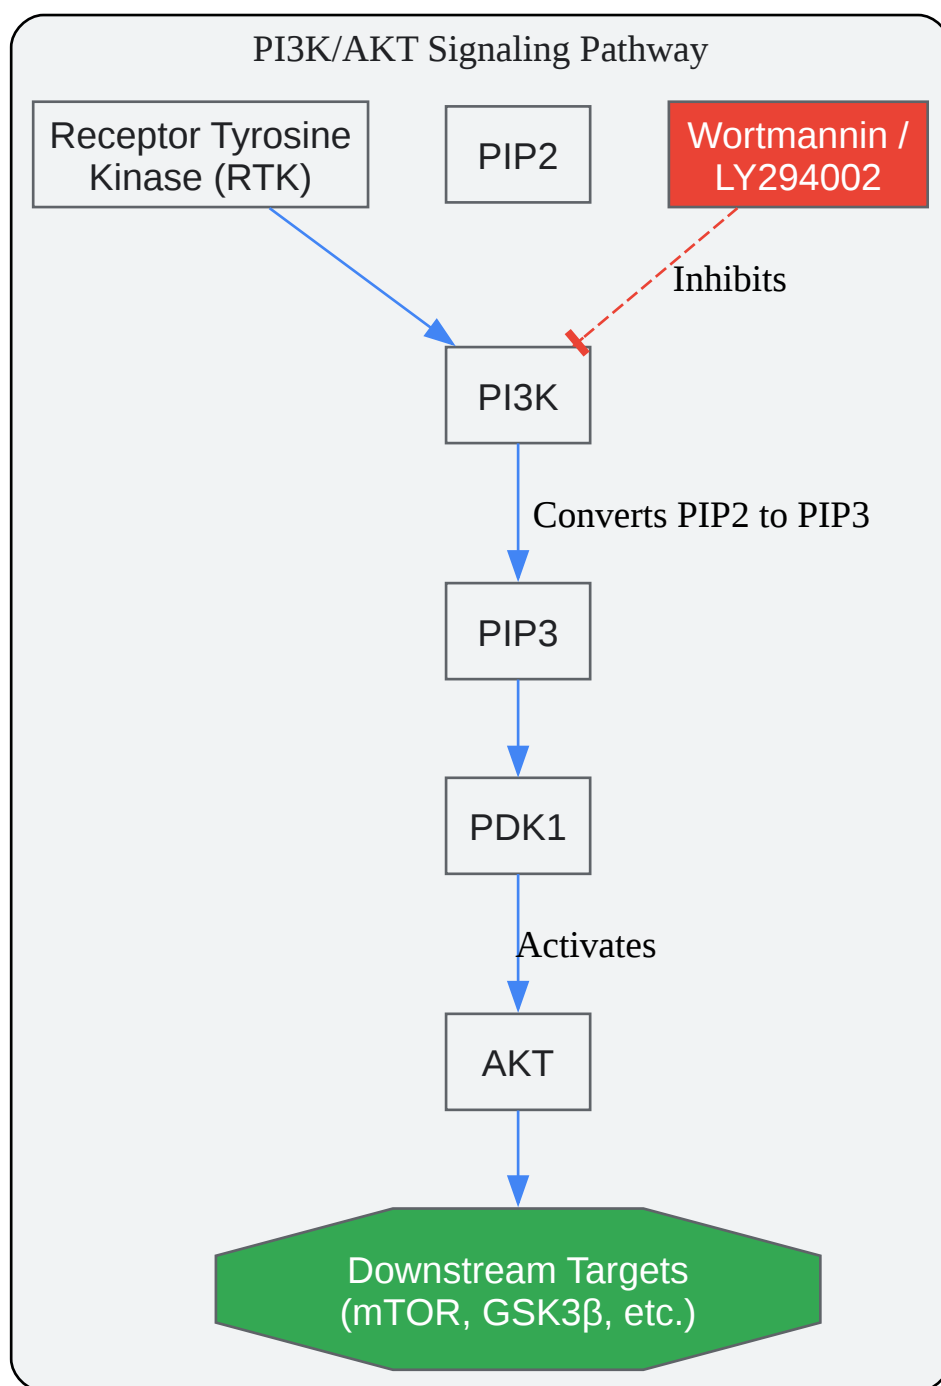 PI3K/AKT Signaling Pathway
Receptor Tyrosine
Kinase (RTK)
PIP2
Wortmannin /
LY294002
Inhibits
PI3K
Converts PIP2 to PIP3
PIP3
PDK1
Activates
AKT
Downstream Targets
(mTOR, GSK3β, etc.)